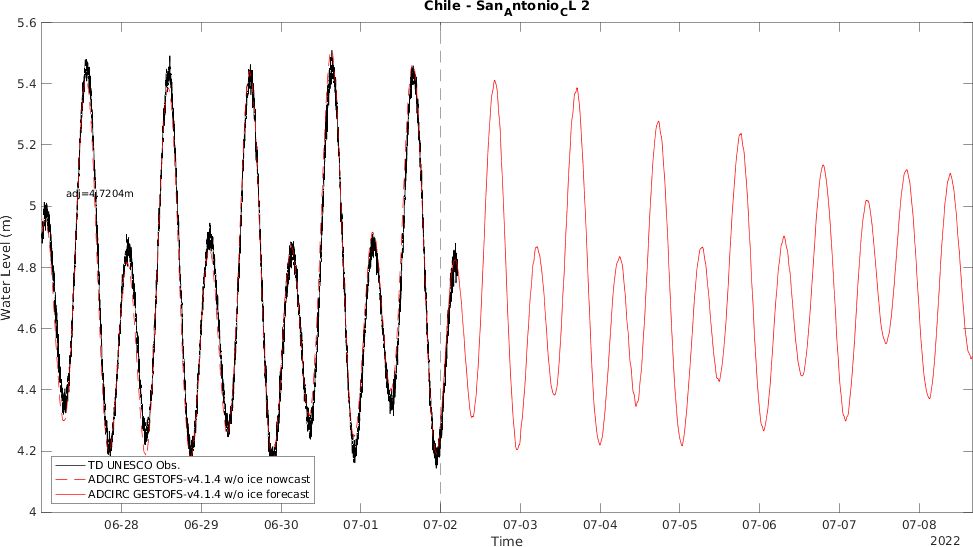 Chile - SanAntonioCL 2
5.6
5.4
5.2
5
4.8
4.6
4.4
4.2
4
Water Level (m)
adj=4.7204m
TD UNESCO Obs.
ADCIRC GESTOFS-v4.1.4 w/o ice nowcast
ADCIRC GESTOFS-v4.1.4 w/o ice forecast
06-28 06-29 06-30 07-01 07-02 07-03 07-04 07-05 07-06 07-07 07-08
Time
2022